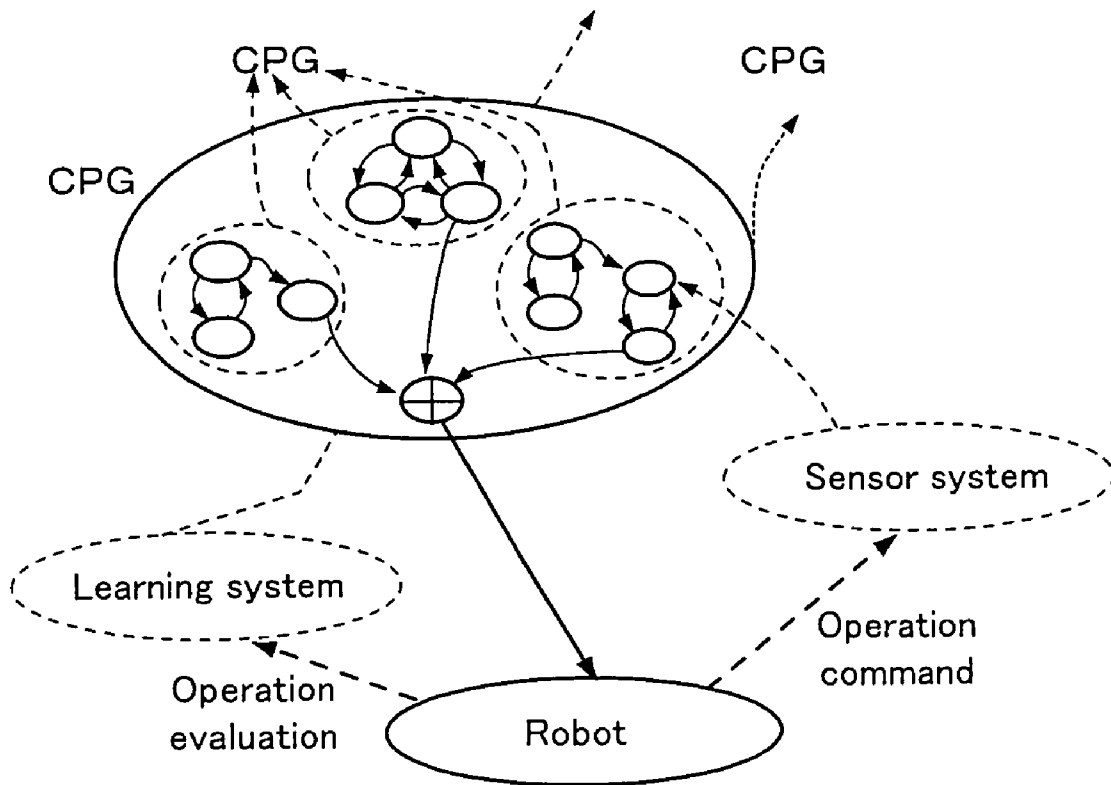 CPG
CPG
CPG
Sensor system
Learning system
Operation
command
Operation
evaluation
Robot